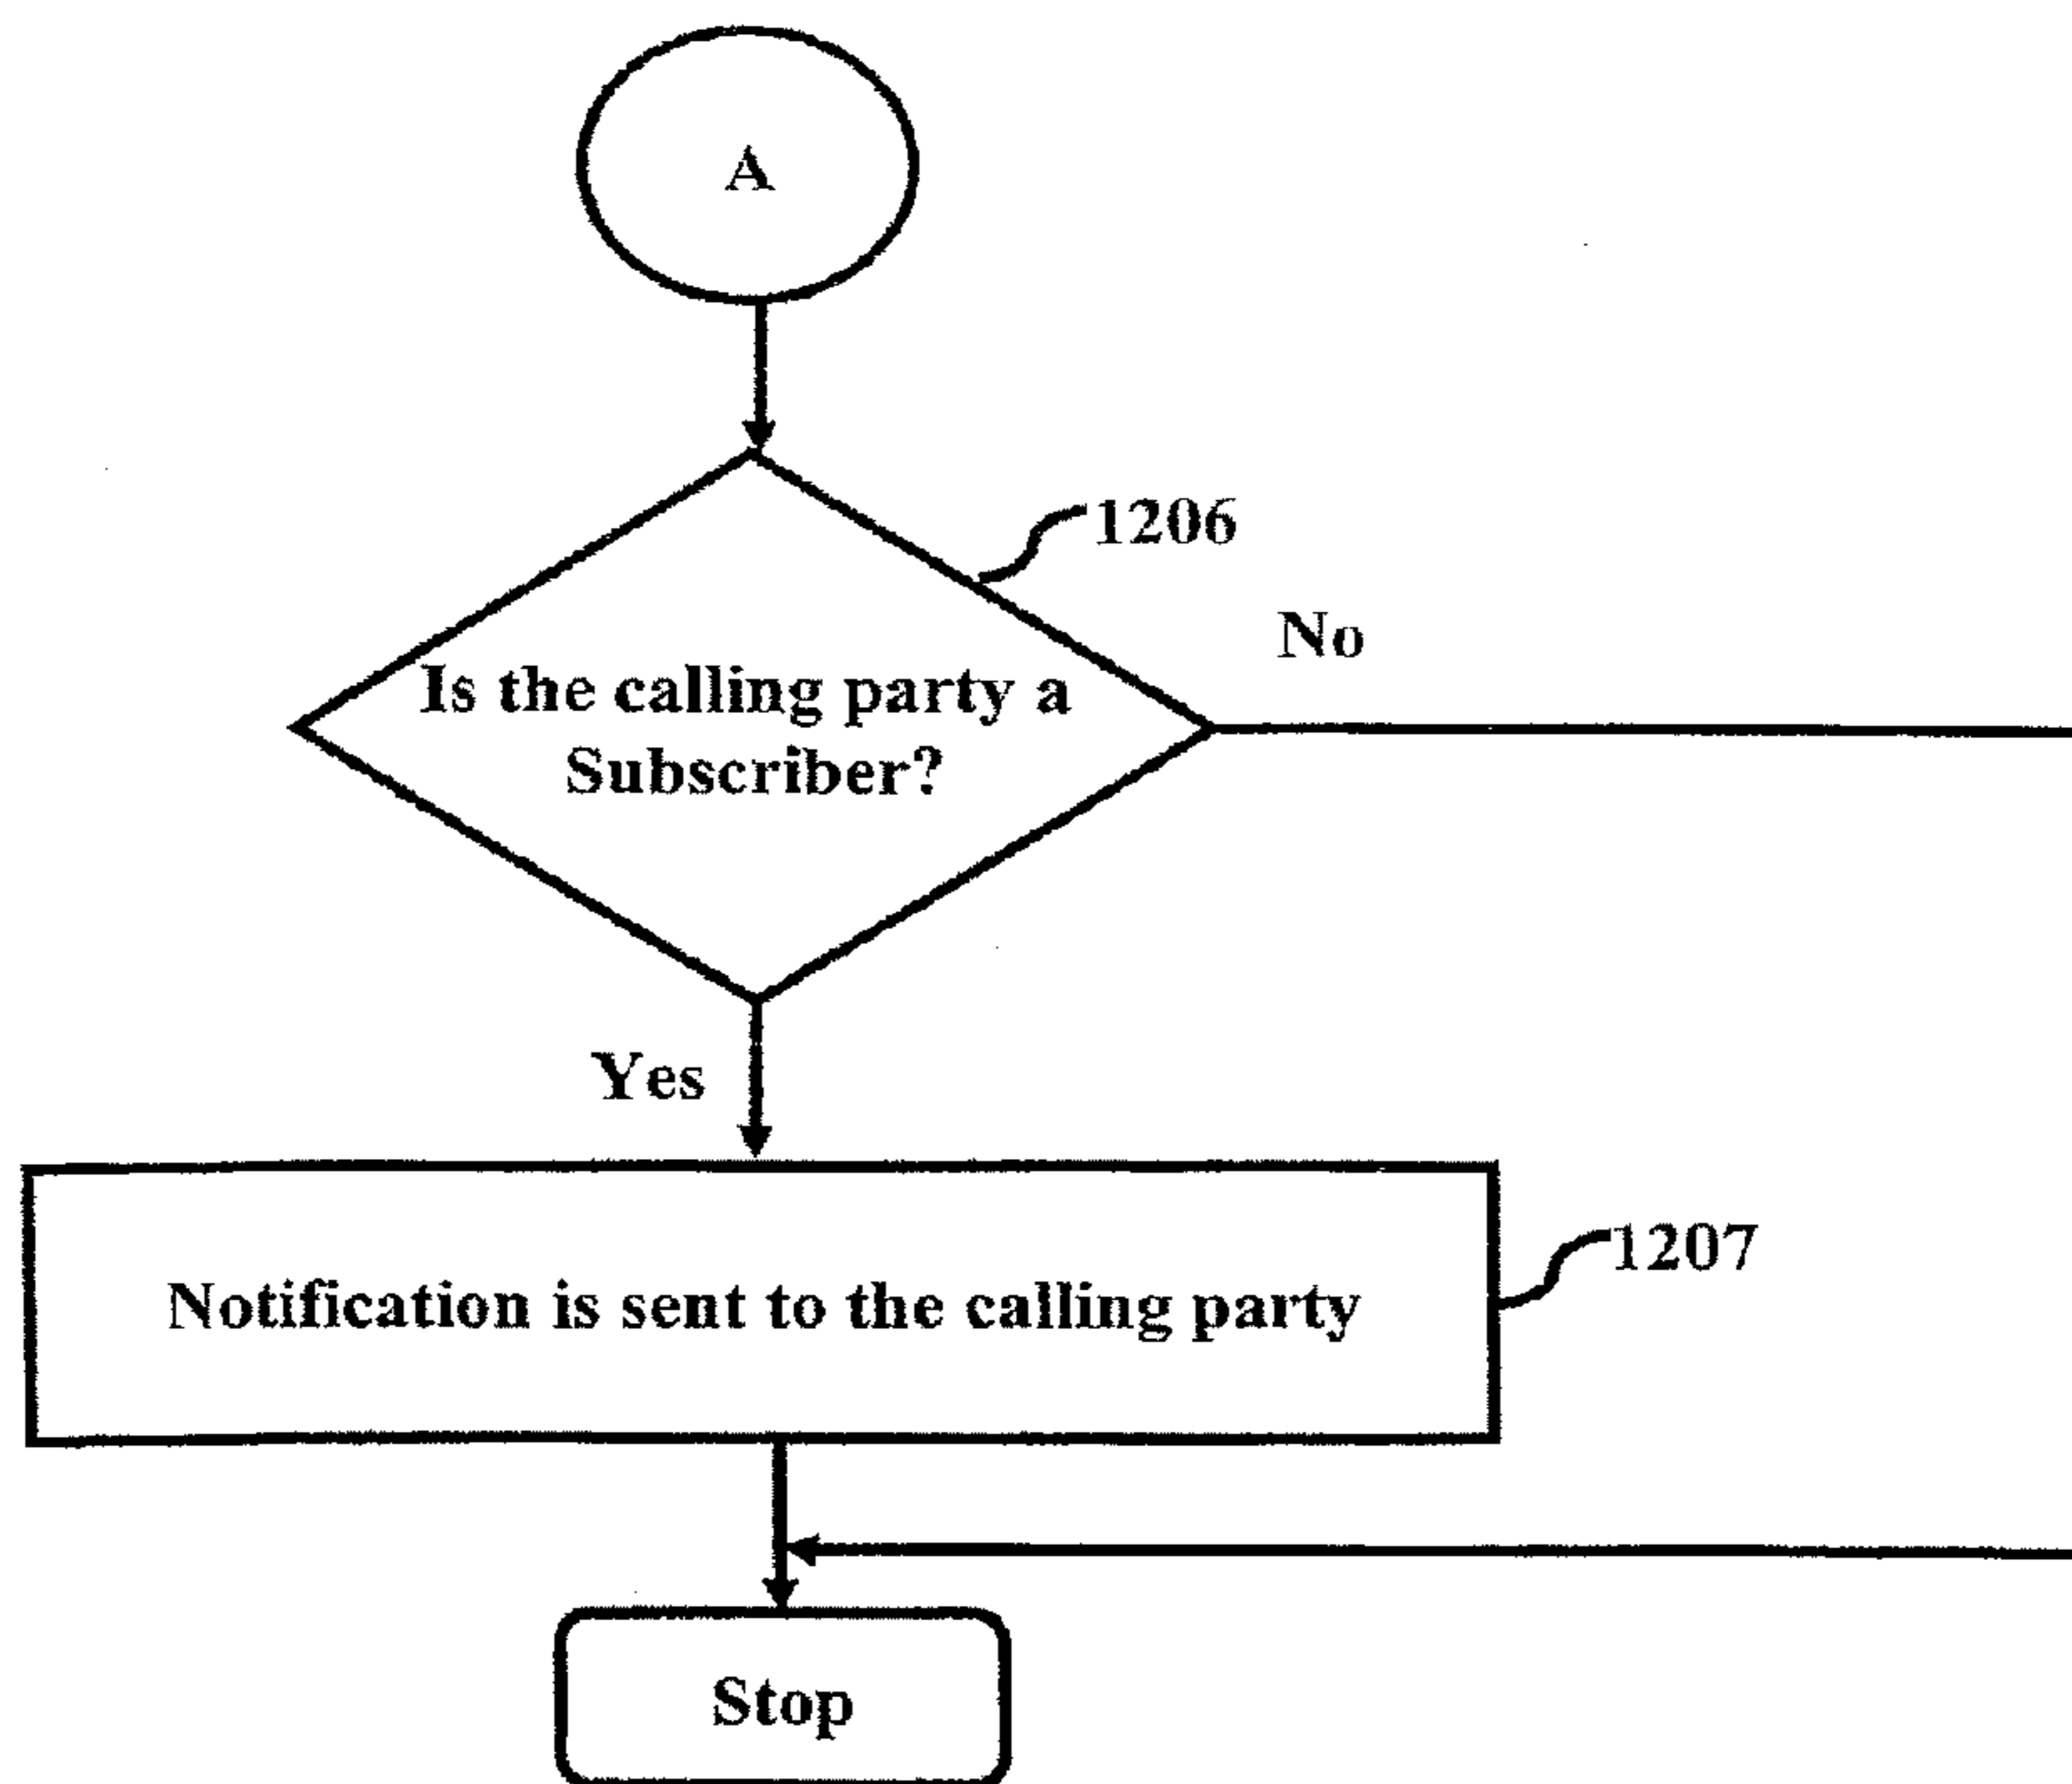 A
1206
No
Is the calling party a
Subscriber?
Yes
1207
Notification is sent to the calling party
Stop